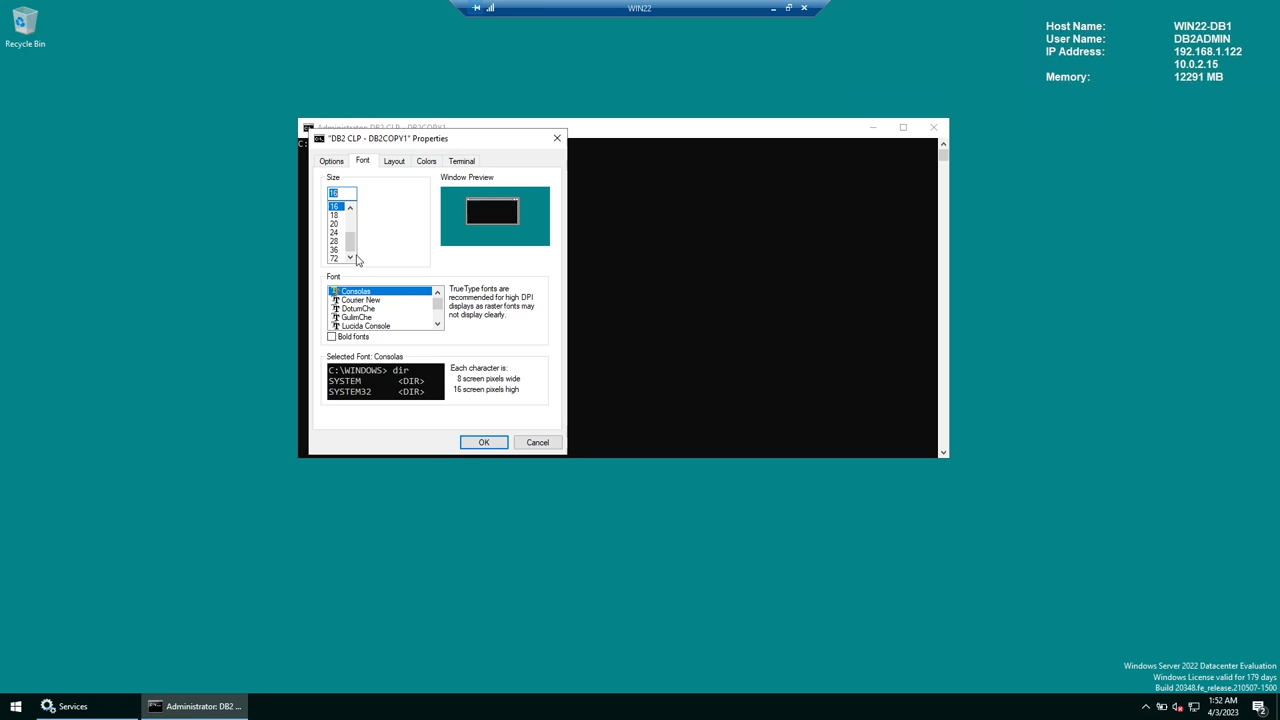 WIN22
Recycle Bin
Host Name: WIN22-DB1
User Name: DB2ADMIN
IP Address: 192.168.1.122
10.0.2.15
Memory: 12291 MB
Administrator: DB2 CLP - DB2COPY1
"DB2 CLP - DB2COPY1" Properties
C:
Options Font Layout Colors Terminal
Size
Window Preview
16
16
18
20
24
28
36
72
Font
Consolas
Courier New
DotumChe
GulimChe
Lucida Console
TrueType fonts are
recommended for high DPI
displays as raster fonts may
not display clearly.
Bold fonts
Selected Font: Consolas
C:\WINDOWS> dir
SYSTEM <DIR>
SYSTEM32 <DIR>
Each character is:
8 screen pixels wide
16 screen pixels high
OK Cancel
Windows Server 2022 Datacenter Evaluation
Windows License valid for 179 days
Build 20348.fe_release.210507-1500
Services
Administrator: DB2 ...
1:52 AM
4/3/2023
2